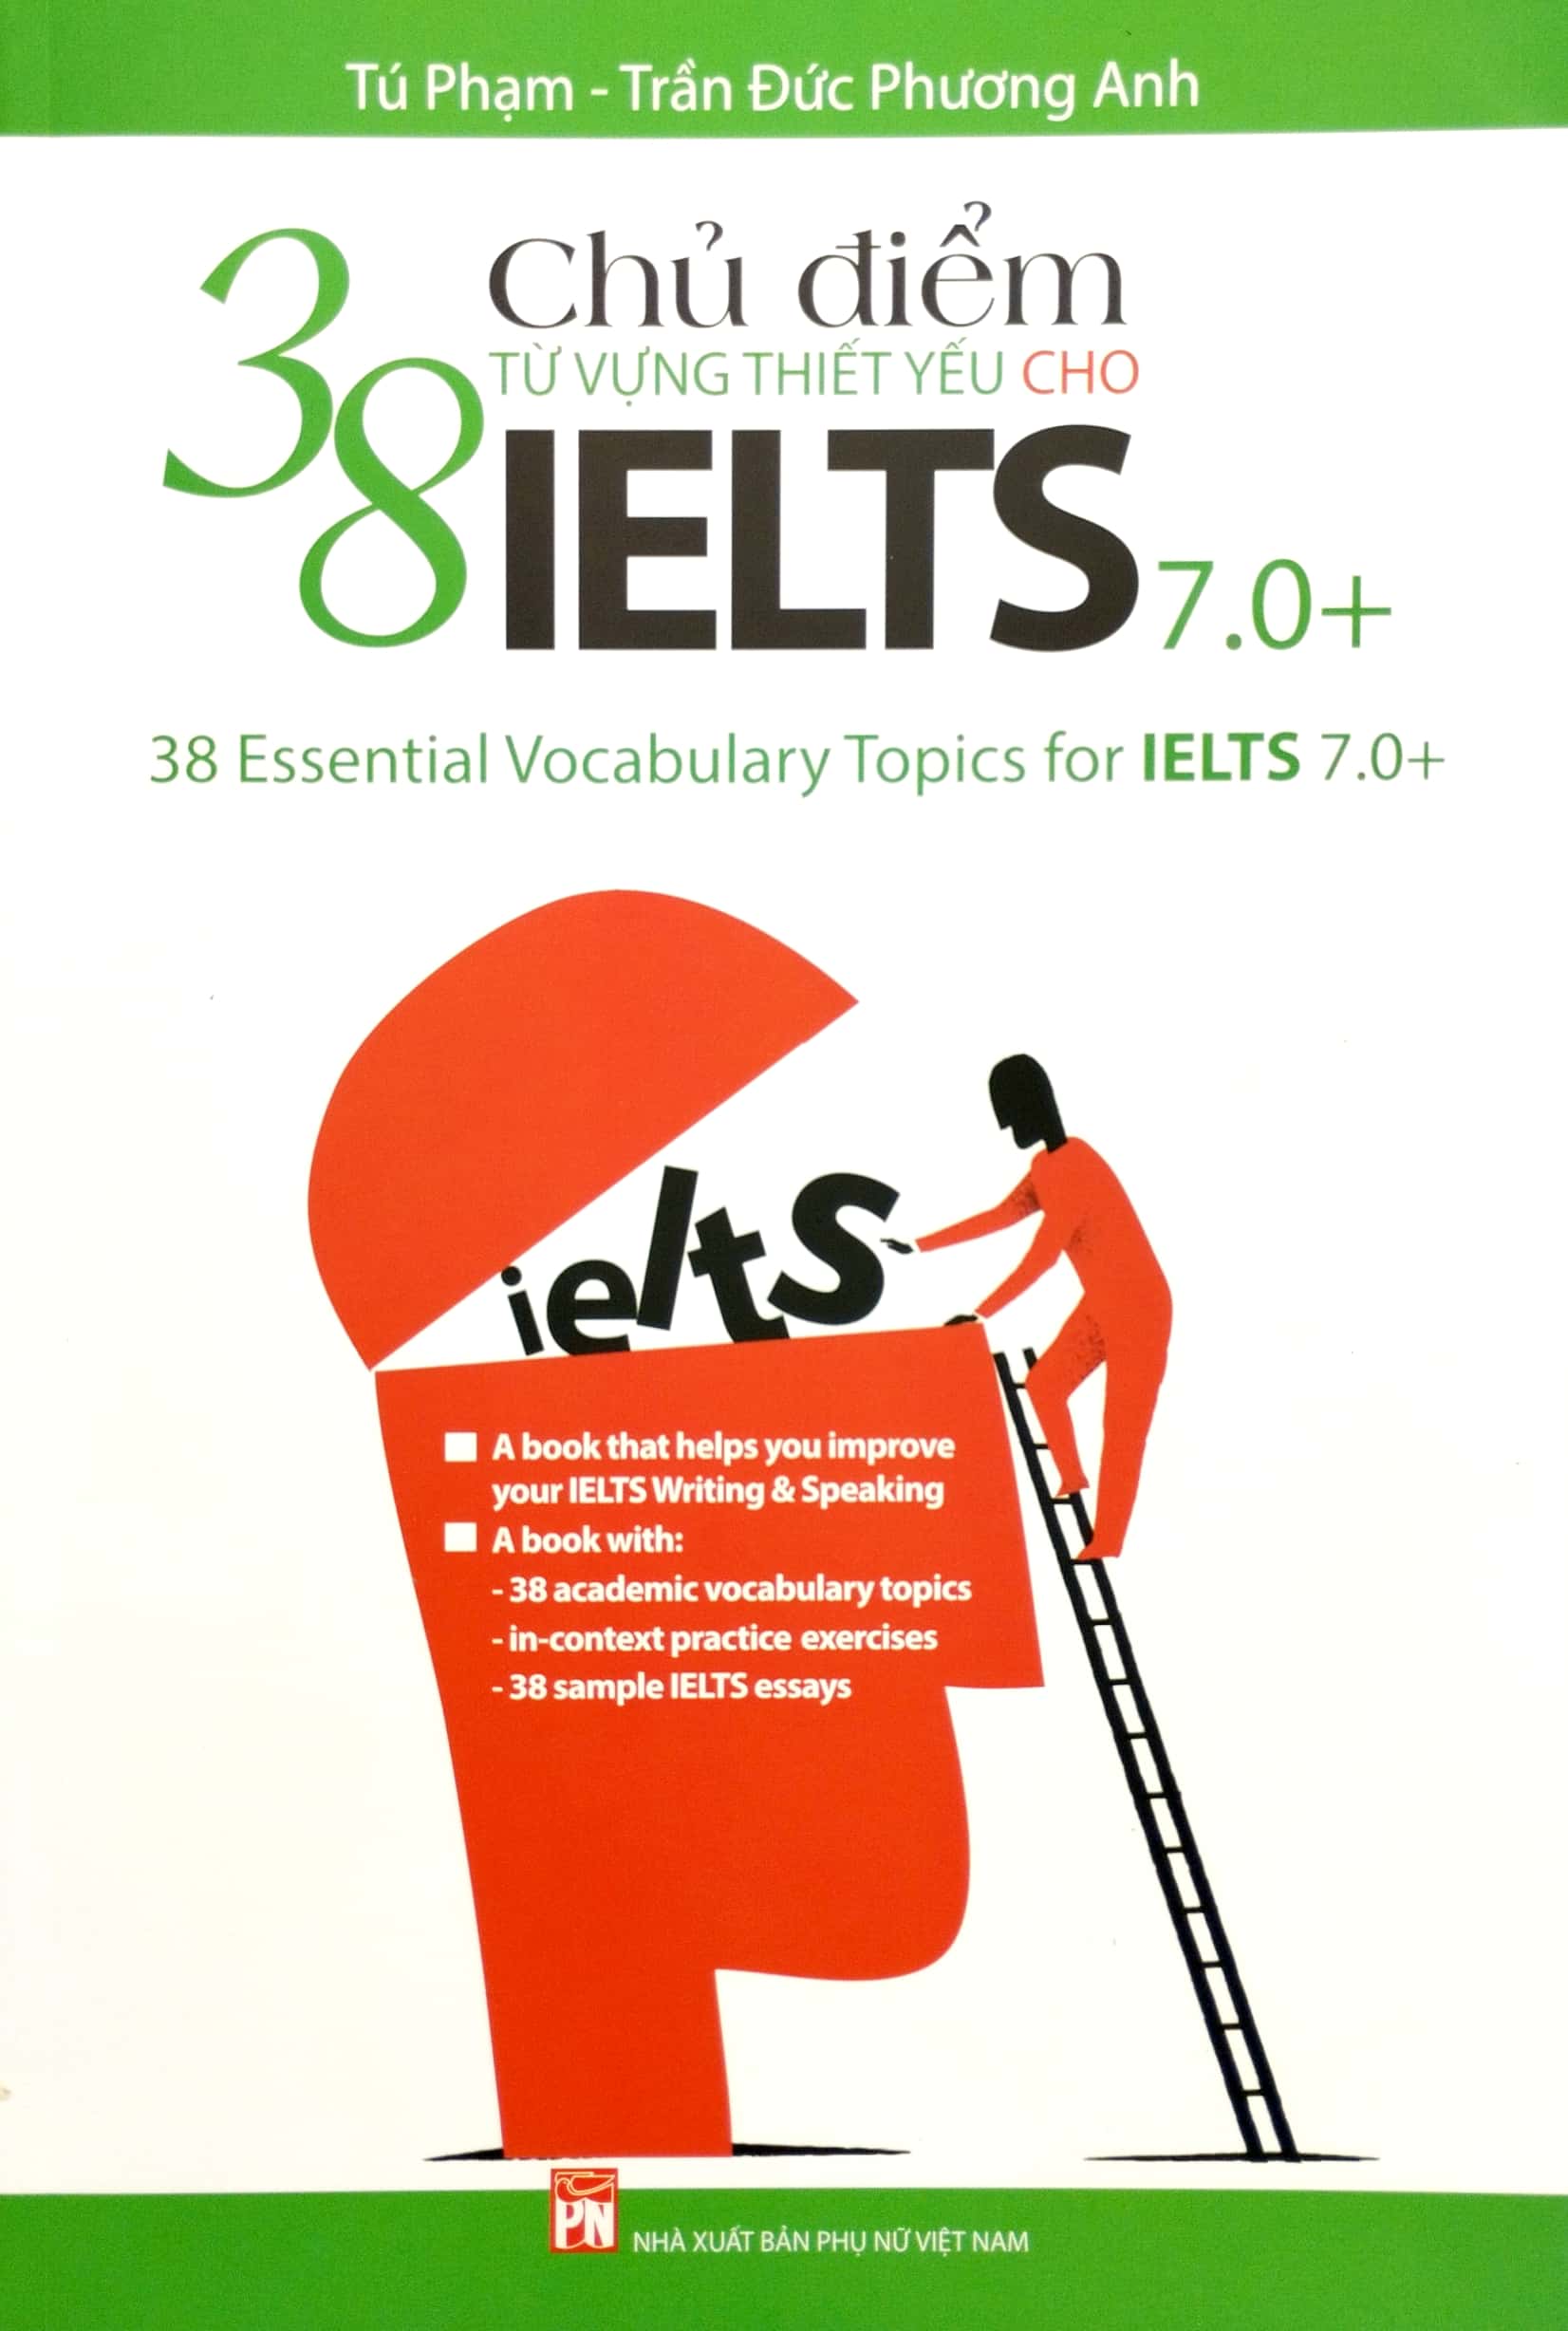 Tú Phạm - Trần Đức Phương Anh
38 Chủ điểm
TỪ VỰNG THIẾT YẾU CHO
IELTS 7.0+
38 Essential Vocabulary Topics for IELTS 7.0+
ielts
A book that helps you improve
your IELTS Writing & Speaking
A book with:
- 38 academic vocabulary topics
- in-context practice exercises
- 38 sample IELTS essays
PN
NHÀ XUẤT BẢN PHỤ NỮ VIỆT NAM